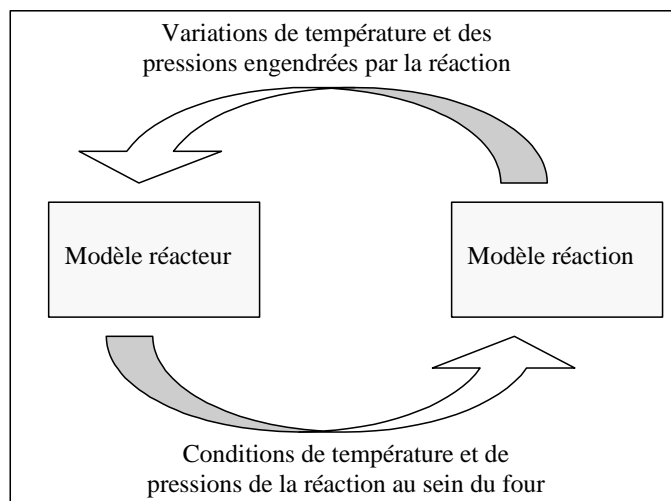 Variations de température et des
pressions engendrées par la réaction
Modèle réacteur
Modèle réaction
Conditions de température et de
pressions de la réaction au sein du four